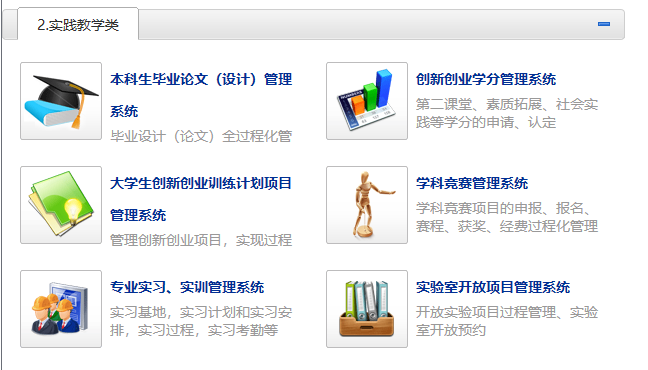 2.实践教学类
本科生毕业论文（设计）管理
系统
毕业设计（论文）全过程化管
创新创业学分管理系统
第二课堂、素质拓展、社会实
践等学分的申请、认定
大学生创新创业训练计划项目
管理系统
管理创新创业项目，实现过程
学科竞赛管理系统
学科竞赛项目的申报、报名、
赛程、获奖、经费过程化管理
专业实习、实训管理系统
实习基地，实习计划和实习安
排，实习过程，实习考勤等
实验室开放项目管理系统
开放实验项目过程管理、实验
室开放预约